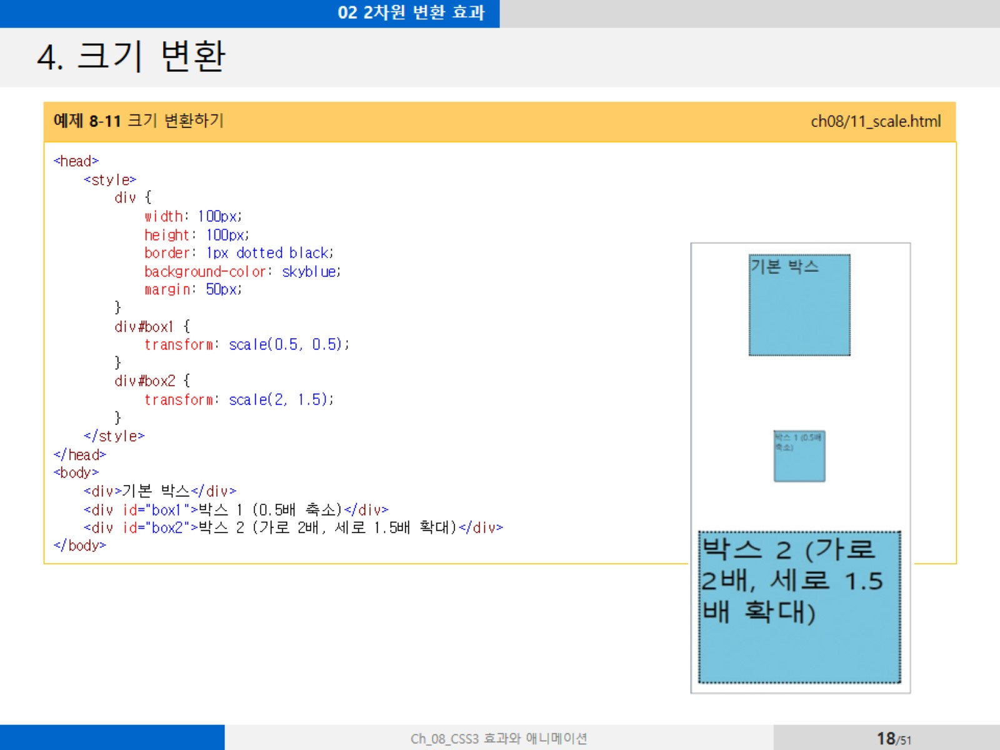 02 2차원 변환 효과
4. 크기 변환
예제 8-11 크기 변환하기
ch08/11_scale.html
<head>
    <style>
        div {
            width: 100px;
            height: 100px;
            border: 1px dotted black;
            background-color: skyblue;
            margin: 50px;
        }
        div#box1 {
            transform: scale(0.5, 0.5);
        }
        div#box2 {
            transform: scale(2, 1.5);
        }
    </style>
</head>
<body>
    <div>기본 박스</div>
    <div id="box1">박스 1 (0.5배 축소)</div>
    <div id="box2">박스 2 (가로 2배, 세로 1.5배 확대)</div>
</body>
기본 박스
박스 1 (0.5배
축소)
박스 2 (가로
2배, 세로 1.5
배 확대)
Ch_08_CSS3 효과와 애니메이션
18/51